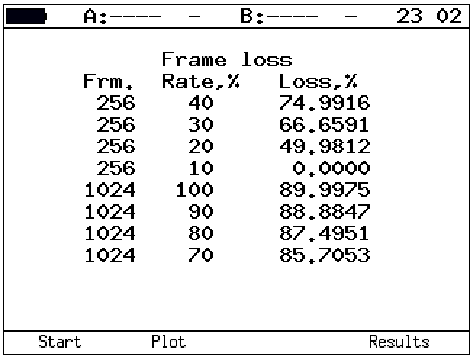 A:---- - B:---- - 23 02
Frame loss
Frm. Rate,% Loss,%
256 40 74.9916
256 30 66.6591
256 20 49.9812
256 10 0.0000
1024 100 89.9975
1024 90 88.8847
1024 80 87.4951
1024 70 85.7053
Start Plot Results